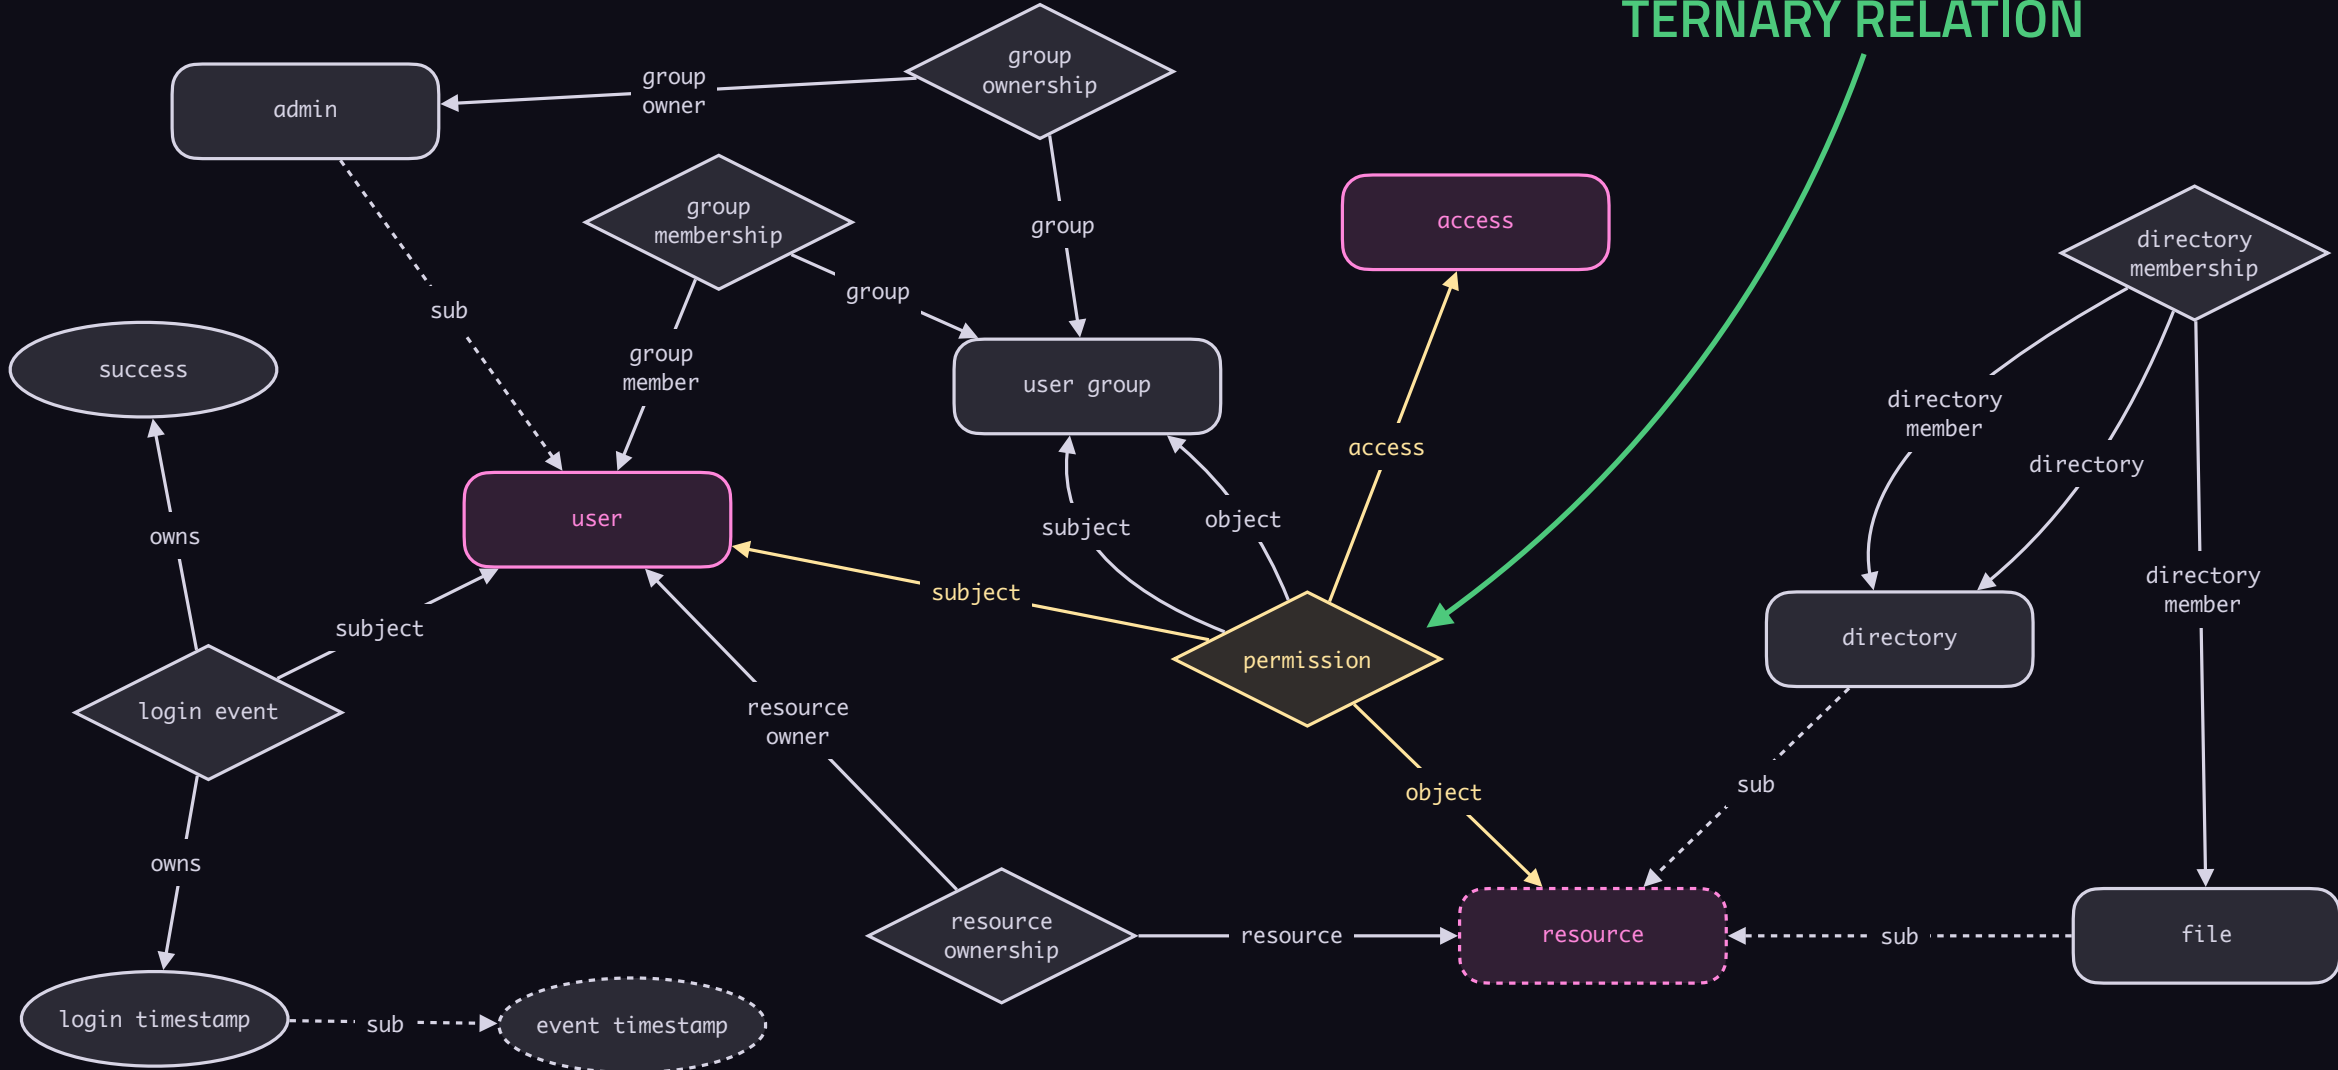 TERNARY RELATION
group
ownership
group
owner
admin
group
membership
group
access
directory
membership
group
sub
group
member
success
user group
directory
member
access
directory
user
owns
subject
object
subject
directory
member
subject
permission
directory
login event
resource
owner
object
sub
owns
resource
ownership
resource
resource
sub
file
login timestamp
sub
event timestamp